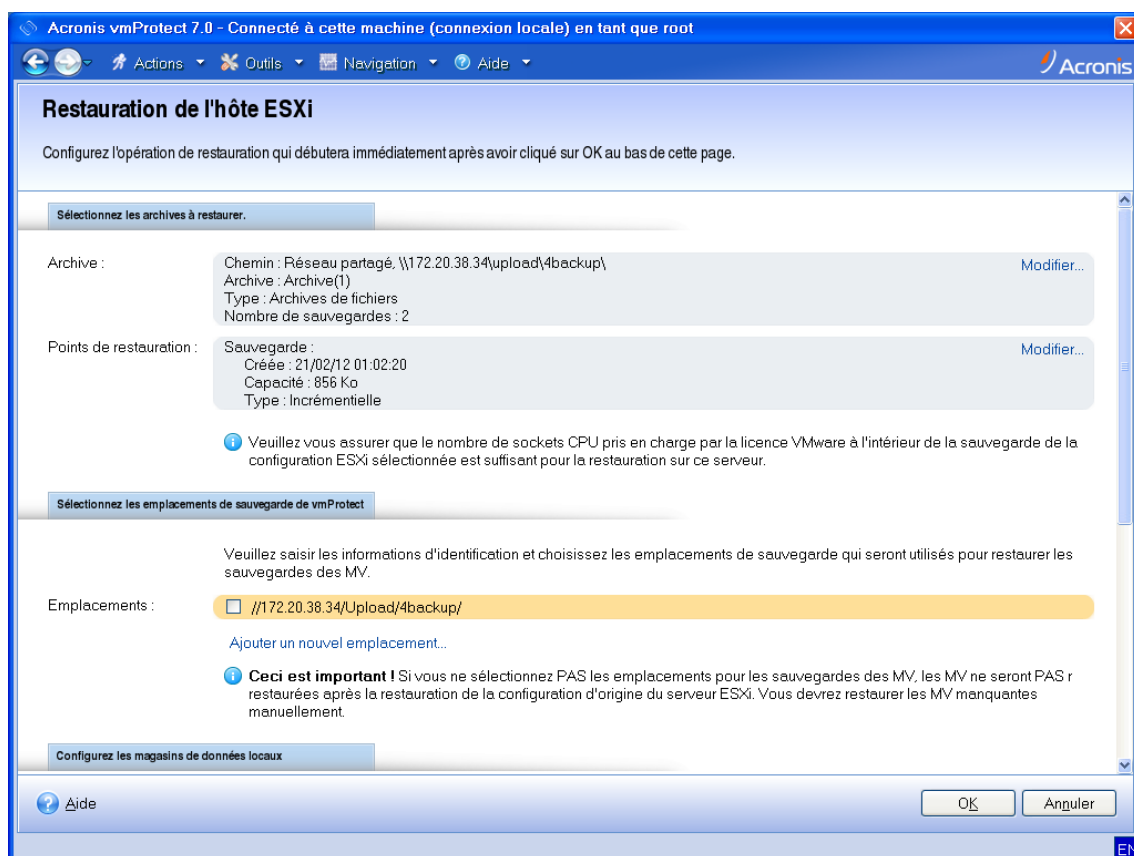 Acronis vmProtect 7.0 - Connecté à cette machine (connexion locale) en tant que root
Actions Outils Navigation Aide
Acronis
Restauration de l'hôte ESXi
Configurez l'opération de restauration qui débutera immédiatement après avoir cliqué sur OK au bas de cette page.
Sélectionnez les archives à restaurer.
Archive :
Chemin : Réseau partagé, \\172.20.38.34\upload\4backup\
Modifier...
Archive : Archive(1)
Type : Archives de fichiers
Nombre de sauvegardes : 2
Points de restauration :
Sauvegarde :
Modifier...
Créée : 21/02/12 01:02:20
Capacité : 856 Ko
Type : Incrémentielle
Veuillez vous assurer que le nombre de sockets CPU pris en charge par la licence VMware à l'intérieur de la sauvegarde de la
configuration ESXi sélectionnée est suffisant pour la restauration sur ce serveur.
Sélectionnez les emplacements de sauvegarde de vmProtect
Veuillez saisir les informations d'identification et choisissez les emplacements de sauvegarde qui seront utilisés pour restaurer les
sauvegardes des MV.
Emplacements :
//172.20.38.34/Upload/4backup/
Ajouter un nouvel emplacement...
Ceci est important ! Si vous ne sélectionnez PAS les emplacements pour les sauvegardes des MV, les MV ne seront PAS r
restaurées après la restauration de la configuration d'origine du serveur ESXi. Vous devrez restaurer les MV manquantes
manuellement.
Configurez les magasins de données locaux
Aide
OK
Annuler
EN